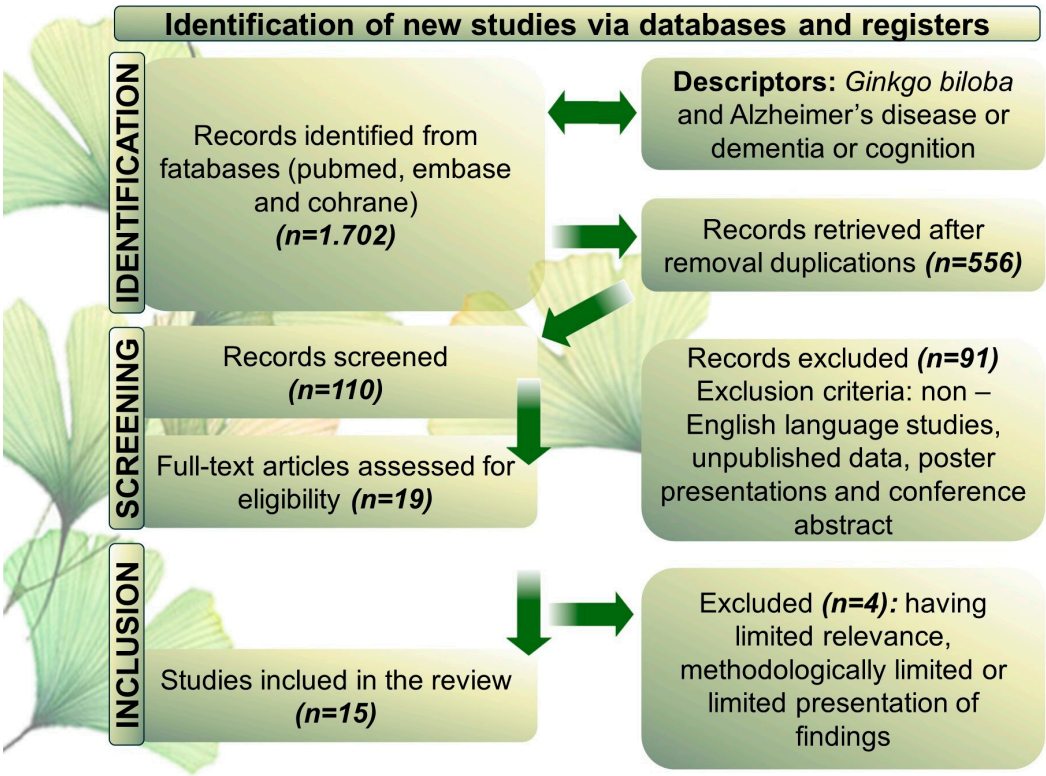 Identification of new studies via databases and registers
IDENTIFICATION
Records identified from
fatabases (pubmed, embase
and cohrane)
(n=1.702)
Descriptors: Ginkgo biloba
and Alzheimer’s disease or
dementia or cognition
Records retrieved after
removal duplications (n=556)
SCREENING
Records screened
(n=110)
Full-text articles assessed for
eligibility (n=19)
Records excluded (n=91)
Exclusion criteria: non –
English language studies,
unpublished data, poster
presentations and conference
abstract
INCLUSION
Studies inclued in the review
(n=15)
Excluded (n=4): having
limited relevance,
methodologically limited or
limited presentation of
findings